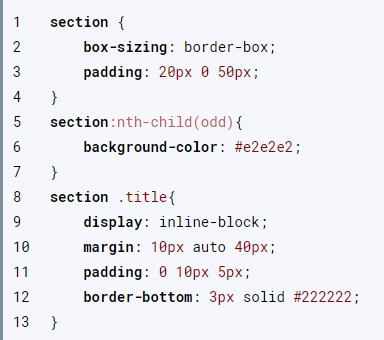 1 section {
2     box-sizing: border-box;
3     padding: 20px 0 50px;
4 }
5 section:nth-child(odd){
6     background-color: #e2e2e2;
7 }
8 section .title{
9     display: inline-block;
10     margin: 10px auto 40px;
11     padding: 0 10px 5px;
12     border-bottom: 3px solid #222222;
13 }